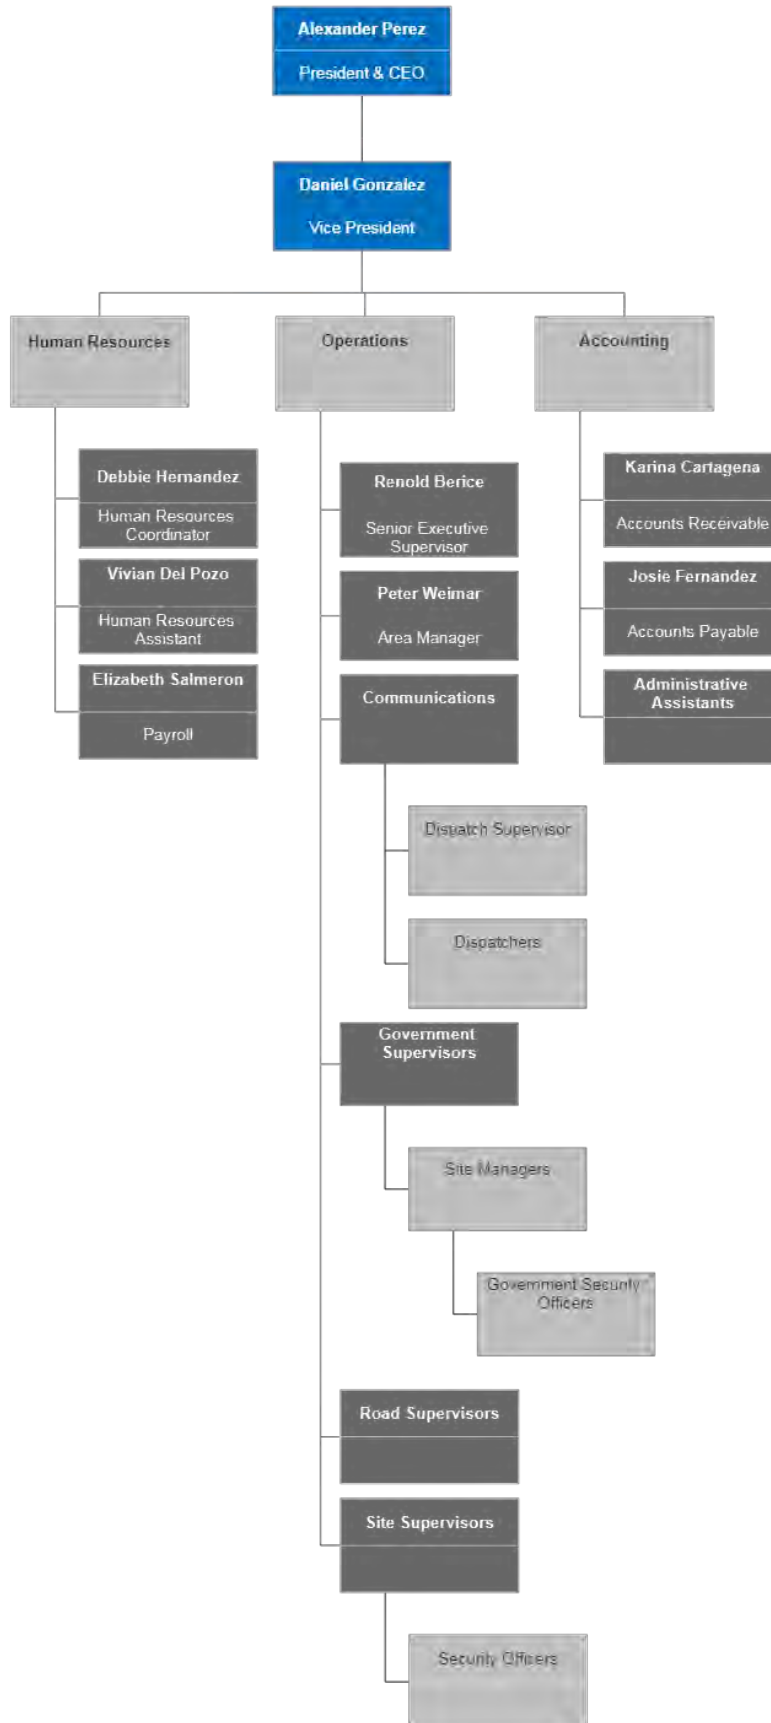 Alexander Perez
President & CEO
Daniel Gonzalez
Vice President
Human Resources
Operations
Accounting
Debbie Hernandez
Human Resources
Coordinator
Vivian Del Pozo
Human Resources
Assistant
Elizabeth Salmeron
Payroll
Renold Berice
Senior Executive
Supervisor
Peter Weimar
Area Manager
Communications
Dispatch Supervisor
Dispatchers
Government
Supervisors
Site Managers
Government Security
Officers
Road Supervisors
Site Supervisors
Security Officers
Karina Cartagena
Accounts Receivable
Josie Fernandez
Accounts Payable
Administrative
Assistants